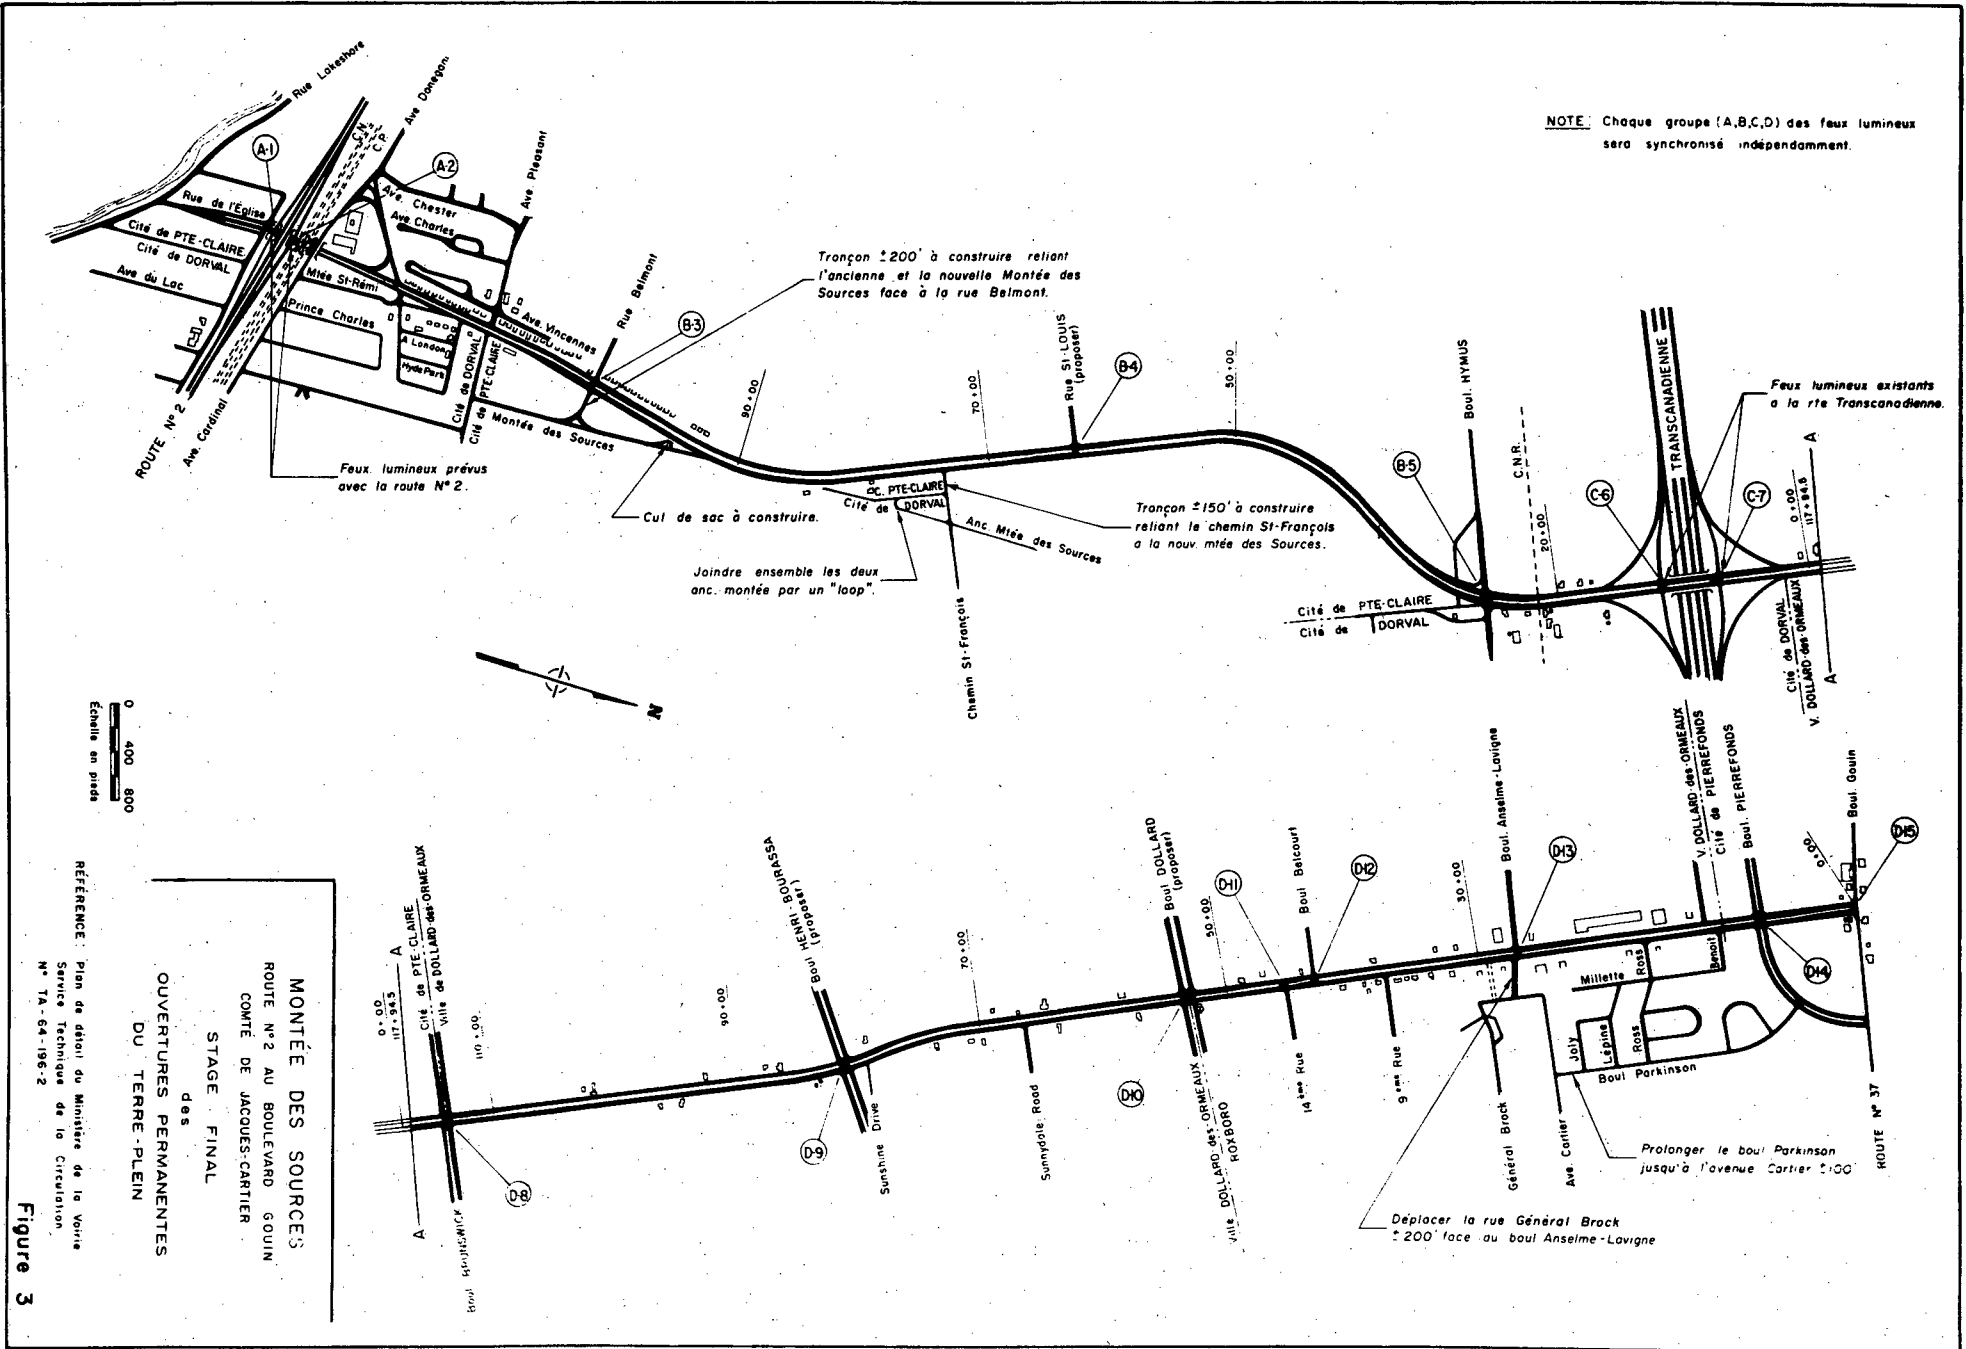 NOTE: Chaque groupe (A,B,C,D) des feux lumineux
sera synchronisé indépendamment.
Rue Lakeshore
Ave Donegani
C.N.
C.P.
A-1
A-2
Ave. Pleasant
Ave. Chester
Ave. Charles
Rue de l'Église
Cité de PTE-CLAIRE
Cité de DORVAL
Ave du Lac
Mtée St-Rémi
Prince Charles
A London
Hyde Park
Cité de DORVAL
Cité de PTE-CLAIRE
Ave. Vincennes
Rue Belmont
B-3
Montée des Sources
ROUTE N° 2
Ave. Cardinal
Feux lumineux prévus
avec la route N° 2.
Tronçon ±200' à construire reliant
l'ancienne et la nouvelle Montée des
Sources face à la rue Belmont.
Cul de sac à construire.
90+00
70+00
Rue St-LOUIS
(proposer)
B-4
50+00
C. PTE-CLAIRE
Cité de DORVAL
Anc. Mtée des Sources
Joindre ensemble les deux
anc. montée par un "loop".
Chemin St-François
Tronçon ±150' à construire
reliant le chemin St-François
a la nouv. mtée des Sources.
Boul. HYMUS
B-5
C.N.R.
20+00
Cité de PTE-CLAIRE
Cité de DORVAL
C-6
TRANSCANADIENNE
C-7
Feux lumineux existants
a la rte Transcanadienne.
0+00
117+94.5
A
A
Cité de DORVAL
V. DOLLARD-des-ORMEAUX
N
0 400 800
Échelle en pieds
0+00
117+94.5
A
A
Cité de PTE-CLAIRE
Ville de DOLLARD-des-ORMEAUX
110+00
D-8
Boul BRUNSWICK
90+00
Boul HENRI-BOURASSA
(proposer)
D-9
Sunshine Drive
70+00
Sunnydale Road
Boul DOLLARD
(proposer)
50+00
D-10
Ville DOLLARD-des-ORMEAUX
ROXBORO
D-11
14ème Rue
Boul Belcourt
D-12
9ème Rue
30+00
Boul. Anselme-Lavigne
D-13
Général Brock
Ave. Cartier
Millette
Ross
Benoit
Joly
Lépine
Ross
Boul Parkinson
V. DOLLARD-des-ORMEAUX
Cité de PIERREFONDS
Boul. PIERREFONDS
D-14
0+00
Boul. Gouin
D-15
ROUTE N° 37
Prolonger le boul Parkinson
jusqu'à l'avenue Cartier ±100'
Déplacer la rue Général Brock
±200' face au boul Anselme-Lavigne
MONTÉE DES SOURCES
ROUTE N° 2 AU BOULEVARD GOUIN
COMTÉ DE JACQUES-CARTIER
STAGE FINAL
des
OUVERTURES PERMANENTES
DU TERRE-PLEIN
RÉFÉRENCE: Plan de détail du Ministère de la Voirie
Service Technique de la Circulation
N° TA-64-196-2
Figure 3